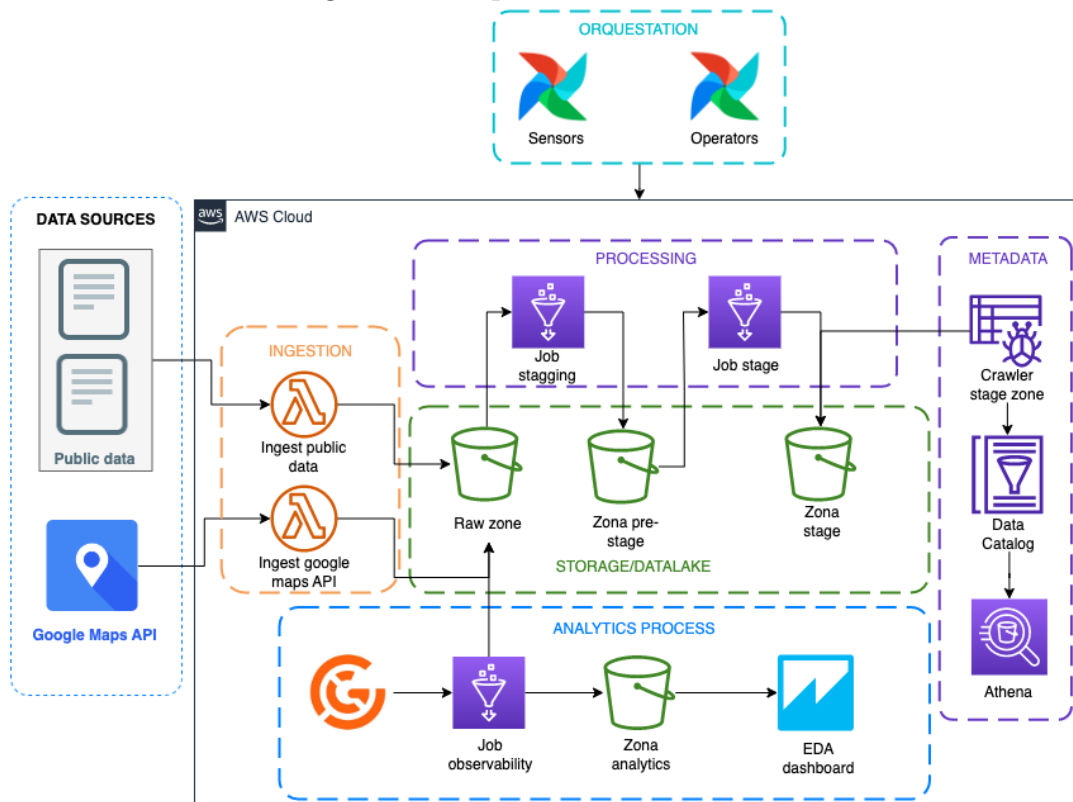 ORQUESTATION
Sensors
Operators
DATA SOURCES
aws
AWS Cloud
Public data
Google Maps API
INGESTION
Ingest public
data
Ingest google
maps API
PROCESSING
Job
stagging
Job stage
Raw zone
Zona pre-
stage
Zona
stage
STORAGE/DATALAKE
METADATA
Crawler
stage zone
Data
Catalog
Athena
ANALYTICS PROCESS
Job
observability
Zona
analytics
EDA
dashboard